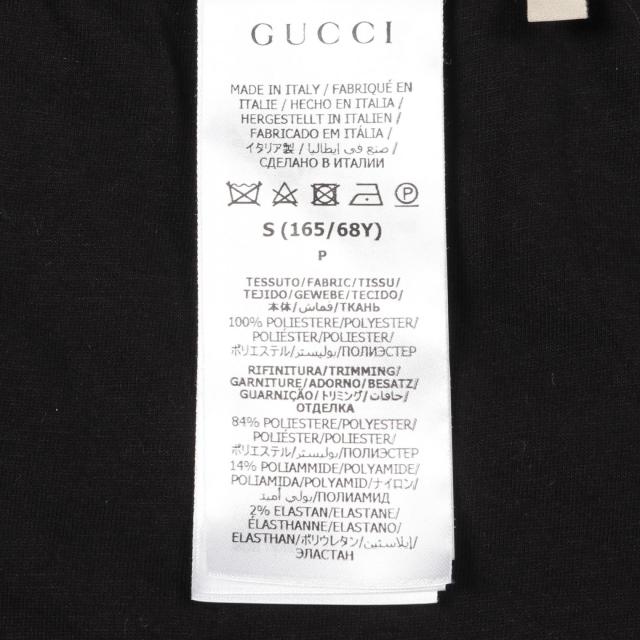 GUCCI
MADE IN ITALY / FABRIQUÉ EN
ITALIE / HECHO EN ITALIA /
HERGESTELLT IN ITALIEN /
FABRICADO EM ITÁLIA /
イタリア製 / صنع في إيطاليا /
СДЕЛАНО В ИТАЛИИ
P
S (165/68Y)
P
TESSUTO/FABRIC/TISSU/
TEJIDO/GEWEBE/TECIDO/
本体/قماش/ТКАНЬ
100% POLIESTERE/POLYESTER/
POLIÉSTER/POLYESTER/
ポリエステル/بوليستر/ПОЛИЭСТЕР
RIFINITURA/TRIMMING/
GARNITURE/ADORNO/BESATZ/
GUARNIÇÃO/トリミング/حافات/
ОТДЕЛКА
84% POLIESTERE/POLYESTER/
POLIÉSTER/POLYESTER/
ポリエステル/بوليستر/ПОЛИЭСТЕР
14% POLIAMMIDE/POLYAMIDE/
POLIAMIDA/POLYAMID/ナイロン/
بولي أميد/ПОЛИАМИД
2% ELASTAN/ELASTANE/
ÉLASTHANNE/ELASTANO/
ELASTHAN/ポリウレタン/إيلاستين/
ЭЛАСТАН